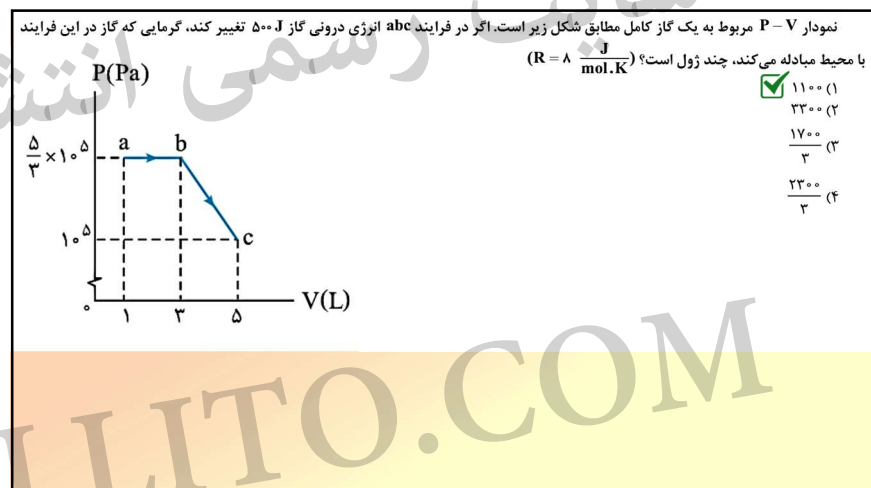 نمودار P – V مربوط به یک گاز کامل مطابق شکل زیر است. اگر در فرایند abc انرژی درونی گاز ۵۰۰ J تغییر کند، گرمایی که گاز در این فرایند
با محیط مبادله می‌کند، چند ژول است؟ (R = ۸ J/mol.K)
۱) ۱۱۰۰
۲) ۳۳۰۰
۳) ۱۷۰۰/۳
۴) ۲۳۰۰/۳
P(Pa)
a b
۵/۳ ×۱۰^۵
۱۰^۵ c
V(L)
۰ ۱ ۳ ۵
سایت رسمی
LLITO.COM